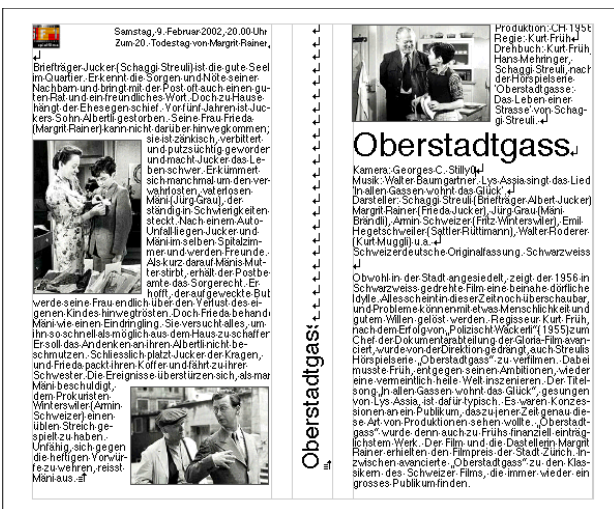 Samstag, 9. Februar 2002, 20.00 Uhr
Zum 20. Todestag von Margrit Rainer
Briefträger Jucker (Schaggi Streuli) ist die gute Seel
im Quartier. Er kennt die Sorgen und Nöte seiner
Nachbarn und bringt mit der Post oft auch einen gu-
ten Rat und ein freundliches Wort. Doch zu Hause
hängt der Ehesegen schief. Vor fünf Jahren ist Juc-
kers Sohn Albertli gestorben. Seine Frau Frieda
(Margrit Rainer) kann nicht darüber hinwegkommen;
sie ist zänkisch, verbittert
und putzsüchtig geworden
und macht Jucker das Le-
ben schwer. Er kümmert
sich manchmal um den ver-
wahrlosten, vaterlosen
Mäni (Jürg Grau), der
ständig in Schwierigkeiten
steckt. Nach einem Auto-
Unfall liegen Jucker und
Mäni im selben Spitalzim-
mer und werden Freunde.
Als kurz darauf Mänis Mut-
ter stirbt, erhält der Postbe-
amte das Sorgerecht. Er
hofft, der aufgeweckte Bub
werde seine Frau endlich über den Verlust des ei-
genen Kindes hinwegtrösten. Doch Frieda behande
Mäni wie einen Eindringling. Sie versucht alles, um
ihn so schnell als möglich aus dem Haus zu schaffen
Er soll das Andenken an ihren Albertli nicht be-
schmutzen. Schliesslich platzt Jucker der Kragen,
und Frieda packt ihren Koffer und fährt zu ihrer
Schwester. Die Ereignisse überstürzen sich, als man
Mäni beschuldigt,
dem Prokuristen
Winterswiler (Armin
Schweizer) einen
üblen Streich ge-
spielt zu haben.
Unfähig, sich gegen
die heftigen Vorwür-
fe zu wehren, reisst
Mäni aus.
Oberstadtgass
Produktion: CH 1956
Regie: Kurt Früh
Drehbuch: Kurt Früh,
Hans Mehringer,
Schaggi Streuli, nach
der Hörspielserie
'Oberstadtgasse:
Das Leben einer
Strasse' von Schag-
gi Streuli.
Oberstadtgass
Kamera: Georges C. Stilly
Musik: Walter Baumgartner. Lys Assia singt das Lied
'In allen Gassen wohnt das Glück'.
Darsteller: Schaggi Streuli (Briefträger Albert Jucker)
Margrit Rainer (Frieda Jucker), Jürg Grau (Mäni
Brändli), Armin Schweizer (Fritz Winterswiler), Emil
Hegetschweiler (Sattler Rüttimann), Walter Roderer
(Kurt Muggli) u.a.
Schweizerdeutsche Originalfassung. Schwarzweiss
Obwohl in der Stadt angesiedelt, zeigt der 1956 in
Schwarzweiss gedrehte Film eine beinahe dörfliche
Idylle. Alles scheint in dieser Zeit noch überschaubar,
und Probleme können mit etwas Menschlichkeit und
gutem Willen gelöst werden. Regisseur Kurt Früh,
nach dem Erfolg von „Polizischt Wäckerli“ (1955) zum
Chef der Dokumentarabteilung der Gloria-Film avan-
ciert, wurde von der Direktion gedrängt, auch Streulis
Hörspielserie „Oberstadtgass“ zu verfilmen. Dabei
musste Früh, entgegen seinen Ambitionen, wieder
eine vermeintlich heile Welt inszenieren. Der Titel-
song „In allen Gassen wohnt das Glück“, gesungen
von Lys Assia, ist dafür typisch. Es waren Konzes-
sionen an ein Publikum, das zu jener Zeit genau die-
se Art von Produktionen sehen wollte. „Oberstadt-
gass“ wurde denn auch zu Frühs finanziell einträg-
lichstem Werk. Der Film und die Dastellerin Margrit
Rainer erhielten den Filmpreis der Stadt Zürich. In-
zwischen avancierte „Oberstadtgass“ zu den Klas-
sikern des Schweizer Films, die immer wieder ein
grosses Publikum finden.